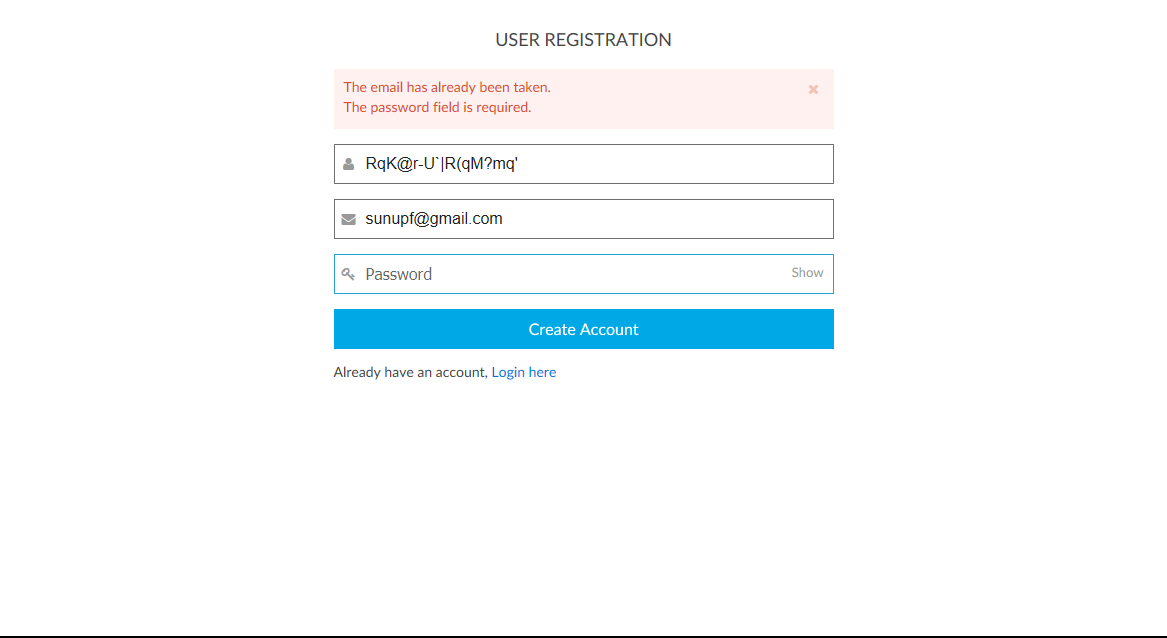 USER REGISTRATION
The email has already been taken.
The password field is required.
RqK@r-U`|R(qM?mq'
sunupf@gmail.com
Password Show
Create Account
Already have an account, Login here